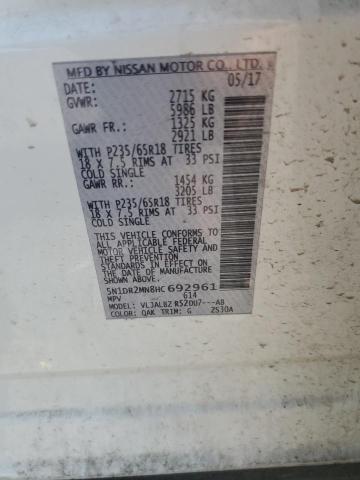 MFD BY NISSAN MOTOR CO., LTD.
05/17
GVWR: 2715 KG
5986 LB
GAWR FR.: 1325 KG
2921 LB
WITH P235/65R18 TIRES
18 X 7.5 RIMS AT 33 PSI
COLD SINGLE
GAWR RR.: 1454 KG
3205 LB
WITH P235/65R18 TIRES
18 X 7.5 RIMS AT 33 PSI
COLD SINGLE
THIS VEHICLE CONFORMS TO ALL
APPLICABLE FEDERAL
MOTOR VEHICLE SAFETY AND
THEFT PREVENTION
STANDARDS IN EFFECT ON THE
DATE OF MANUFACTURE
SHOWN ABOVE.
5N1DR2MN8HC692961
MPV 614
MODEL: VLJALBZ R52DU7---AB
COLOR: QAK TRIM: G ZS30A